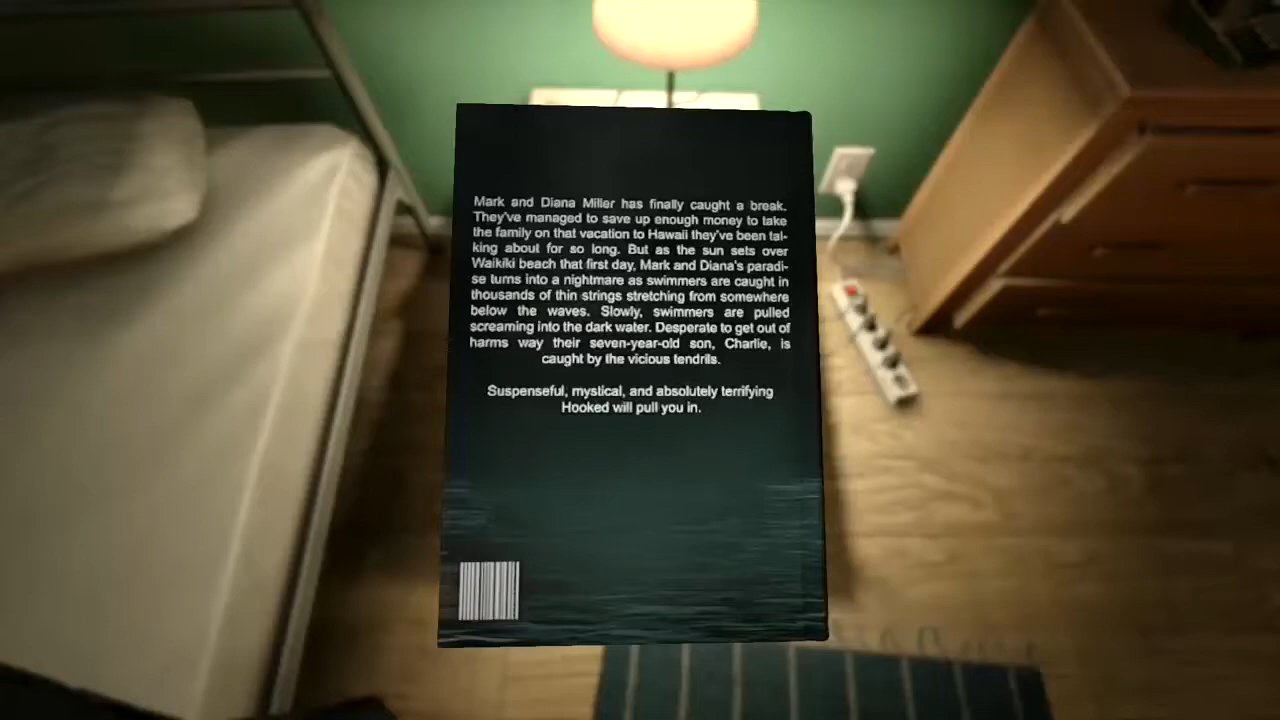 Mark and Diana Miller has finally caught a break.
They've managed to save up enough money to take
the family on that vacation to Hawaii they've been tal-
king about for so long. But as the sun sets over
Waikiki beach that first day, Mark and Diana's paradi-
se turns into a nightmare as swimmers are caught in
thousands of thin strings stretching from somewhere
below the waves. Slowly, swimmers are pulled
screaming into the dark water. Desperate to get out of
harms way their seven-year-old son, Charlie, is
caught by the vicious tendrils.
Suspenseful, mystical, and absolutely terrifying
Hooked will pull you in.